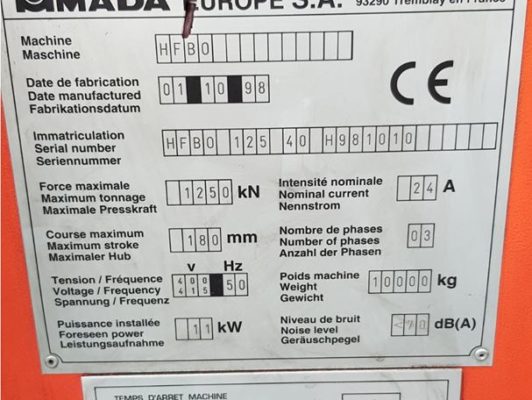 AMADA EUROPE S.A. 93290 Tremblay en France
Machine
Maschine
HFBO
Date de fabrication
Date manufactured
Fabrikationsdatum
01 10 98
CE
Immatriculation
Serial number
Seriennummer
HFBO 125 40 H981010
Force maximale
Maximum tonnage
Maximale Presskraft
1250 kN
Intensité nominale
Nominal current
Nennstrom
24 A
Course maximum
Maximum stroke
Maximaler Hub
180 mm
Nombre de phases
Number of phases
Anzahl der Phasen
03
Tension / Fréquence
Voltage / Frequency
Spannung / Frequenz
V Hz
400
415 50
Poids machine
Weight
Gewicht
10000 kg
Puissance installée
Foreseen power
Leistungsaufnahme
11 kW
Niveau de bruit
Noise level
Geräuschpegel
<70 dB(A)
TEMPS D'ARRET MACHINE